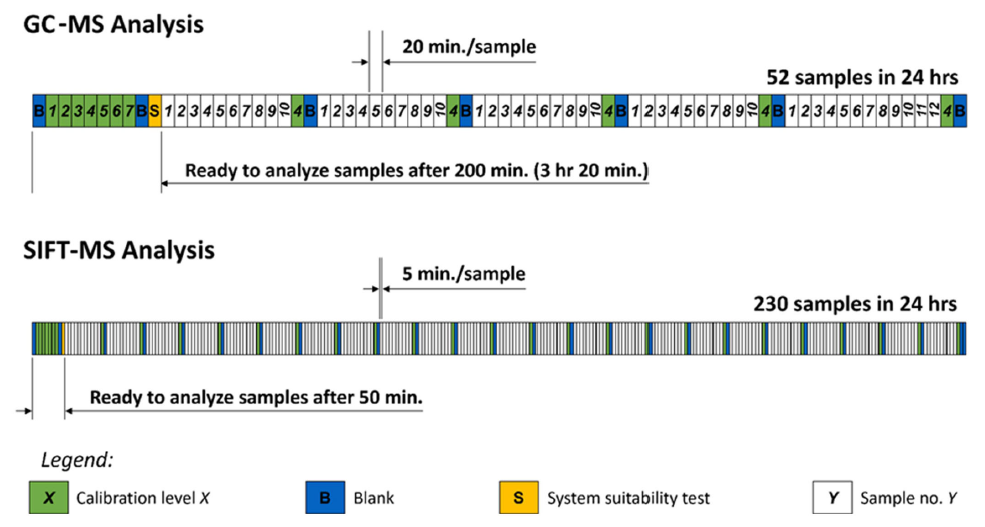 GC-MS Analysis
20 min./sample
52 samples in 24 hrs
B 1 2 3 4 5 6 7 B S 1 2 3 4 5 6 7 8 9 10 4 B 1 2 3 4 5 6 7 8 9 10 4 B 1 2 3 4 5 6 7 8 9 10 4 B 1 2 3 4 5 6 7 8 9 10 4 B 1 2 3 4 5 6 7 8 9 10 11 12 4 B
Ready to analyze samples after 200 min. (3 hr 20 min.)
SIFT-MS Analysis
5 min./sample
230 samples in 24 hrs
Ready to analyze samples after 50 min.
Legend:
X Calibration level X B Blank S System suitability test Y Sample no. Y